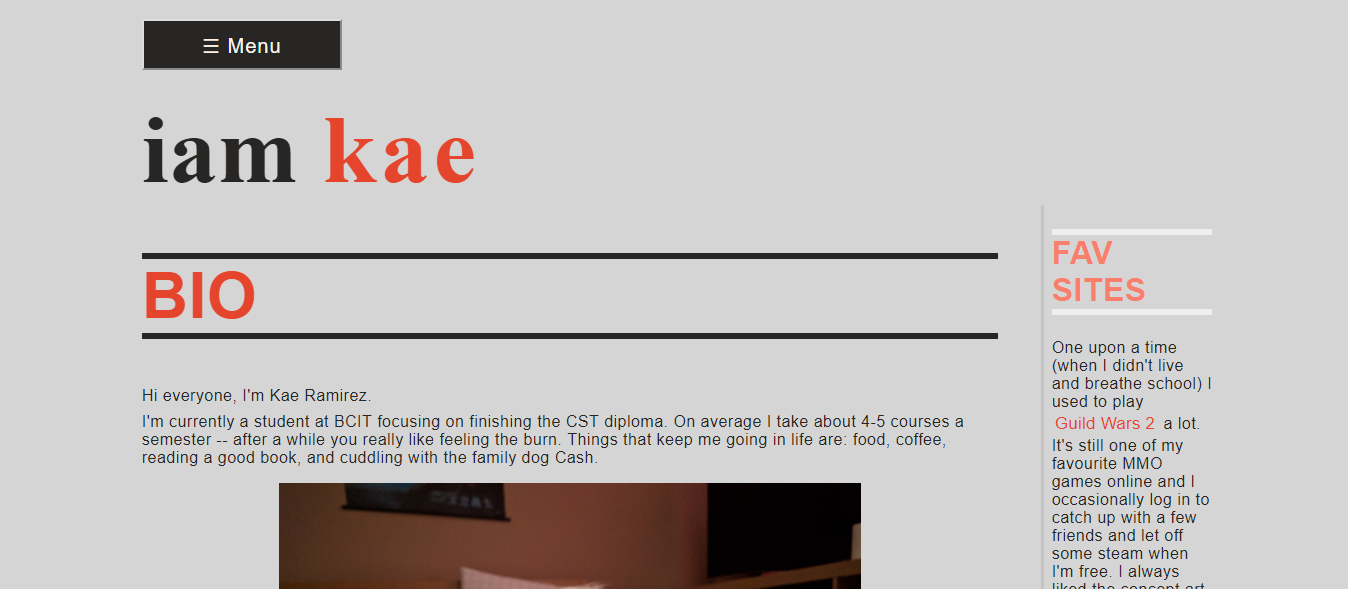 ☰ Menu
iam kae
BIO
Hi everyone, I'm Kae Ramirez.
I'm currently a student at BCIT focusing on finishing the CST diploma. On average I take about 4-5 courses a
semester -- after a while you really like feeling the burn. Things that keep me going in life are: food, coffee,
reading a good book, and cuddling with the family dog Cash.
FAV
SITES
One upon a time
(when I didn't live
and breathe school) I
used to play
Guild Wars 2 a lot.
It's still one of my
favourite MMO
games online and I
occasionally log in to
catch up with a few
friends and let off
some steam when
I'm free. I always
liked the concept art